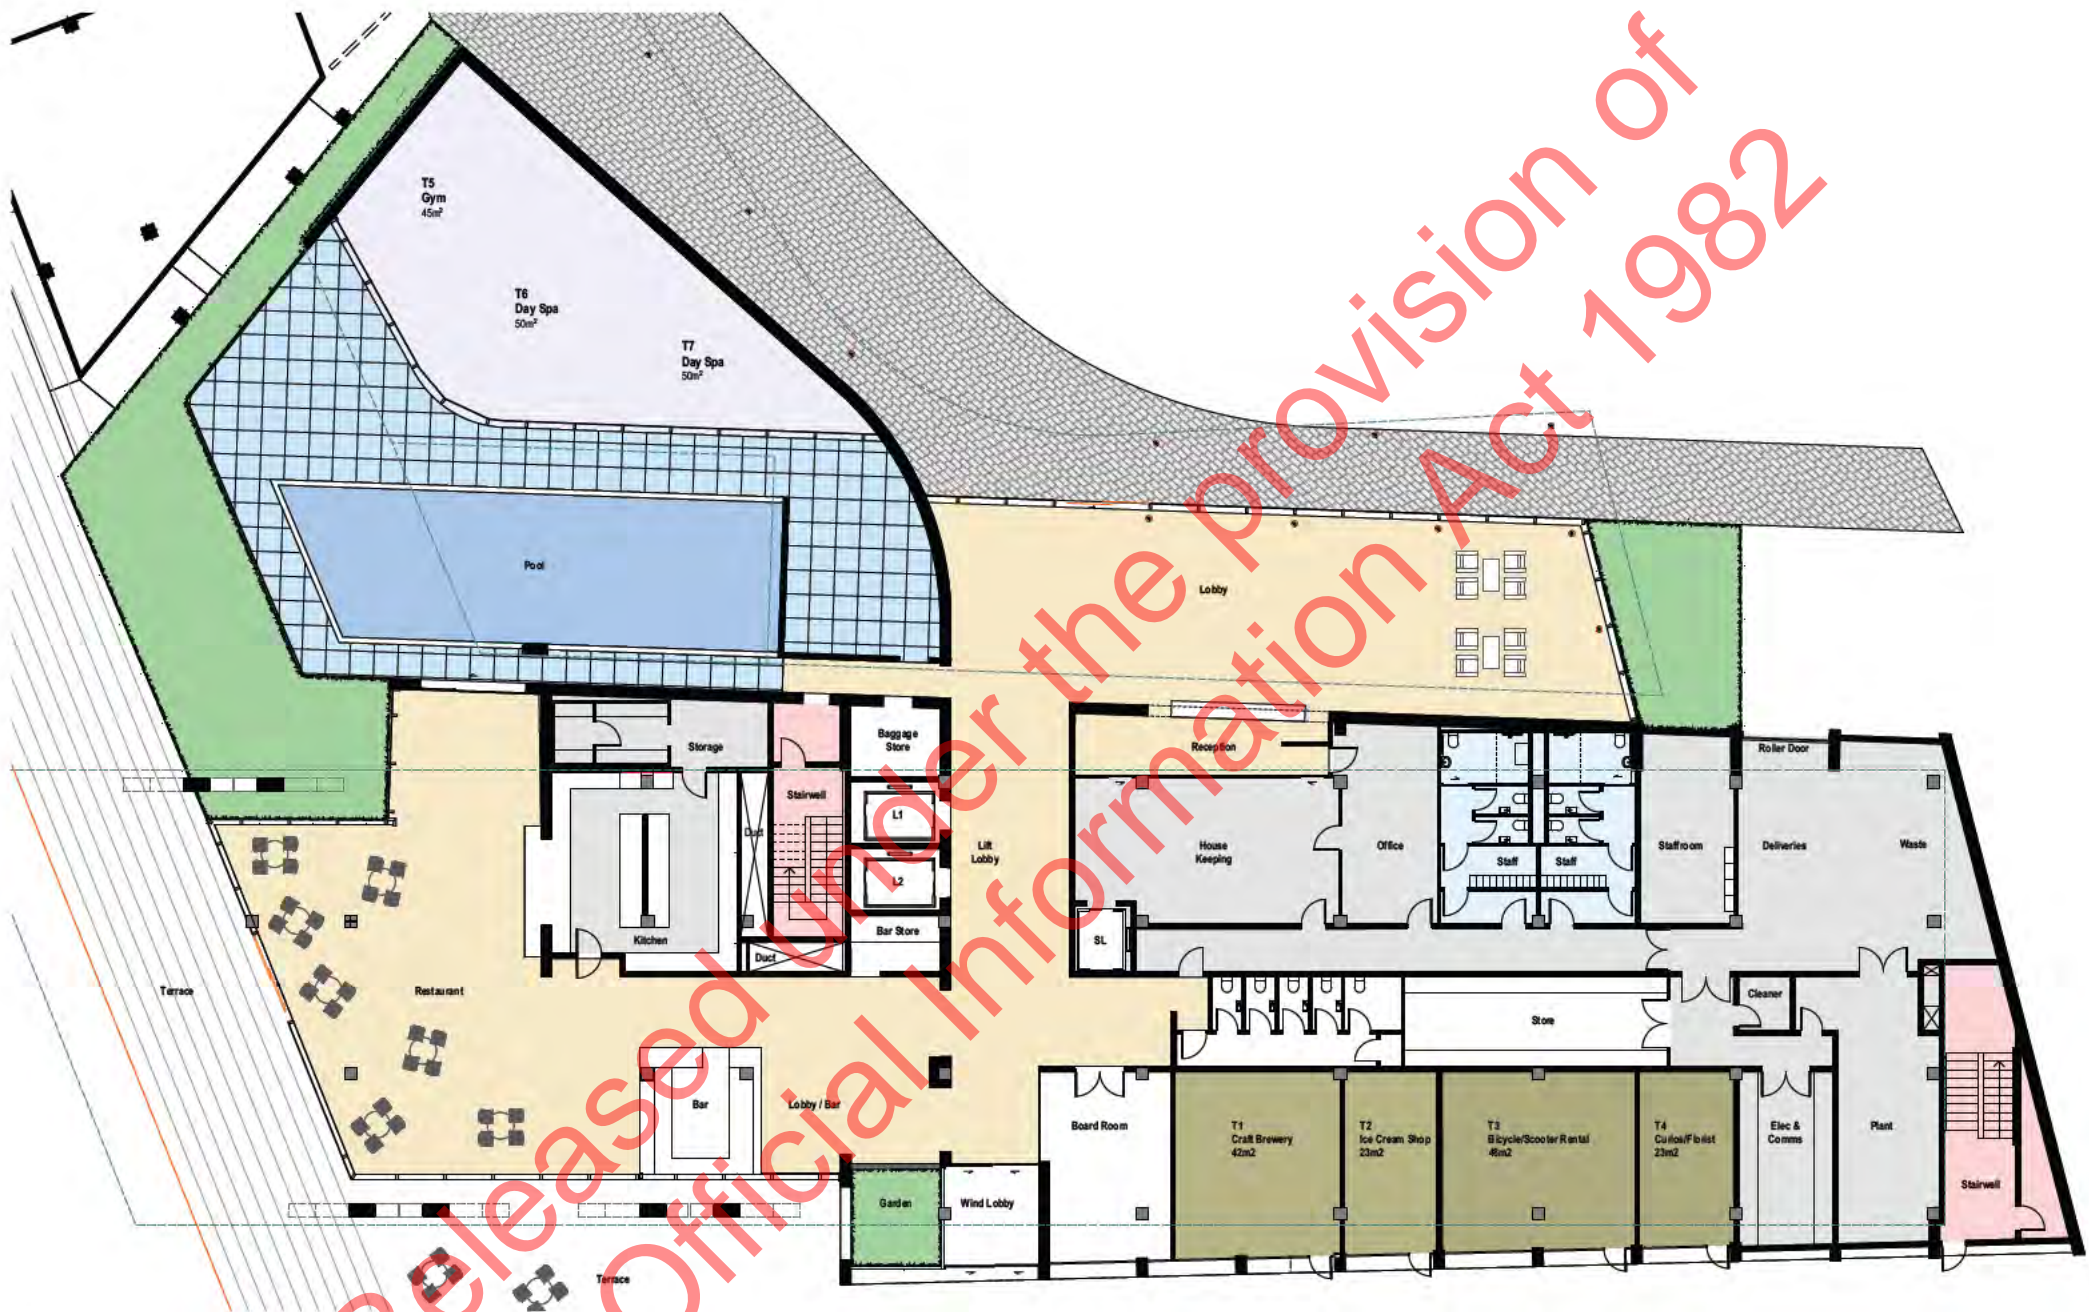 T5
Gym
45m²
T6
Day Spa
50m²
T7
Day Spa
50m²
Pool
Lobby
Storage
Baggage
Store
Reception
Roller Door
Stairwell
L1
Duct
Lift
Lobby
House
Keeping
Office
Staff
Staff
Staffroom
Deliveries
Waste
L2
Bar Store
Kitchen
SL
Duct
Terrace
Restaurant
Cleaner
Store
Bar
Lobby / Bar
Board Room
T1
Craft Brewery
42m2
T2
Ice Cream Shop
23m2
T3
Bicycle/Scooter Rental
46m2
T4
Curios/Florist
23m2
Elec &
Comms
Plant
Stairwell
Garden
Wind Lobby
Terrace
eleased under the provision of
Official Information Act 1982